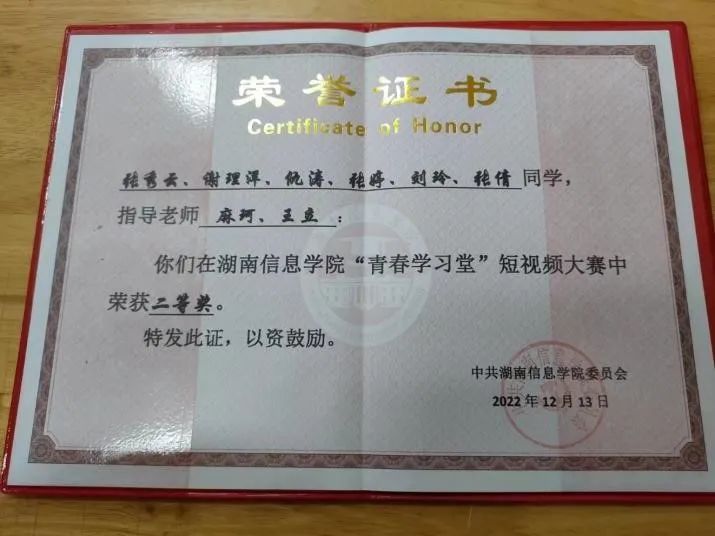 荣誉证书
Certificate of Honor
张秀云、谢理洋、仇涛、张婷、刘玲、张倩同学，
指导老师 麻珂、王立：
你们在湖南信息学院“青春学习堂”短视频大赛中
荣获二等奖。
特发此证，以资鼓励。
中共湖南信息学院委员会
2022年12月13日